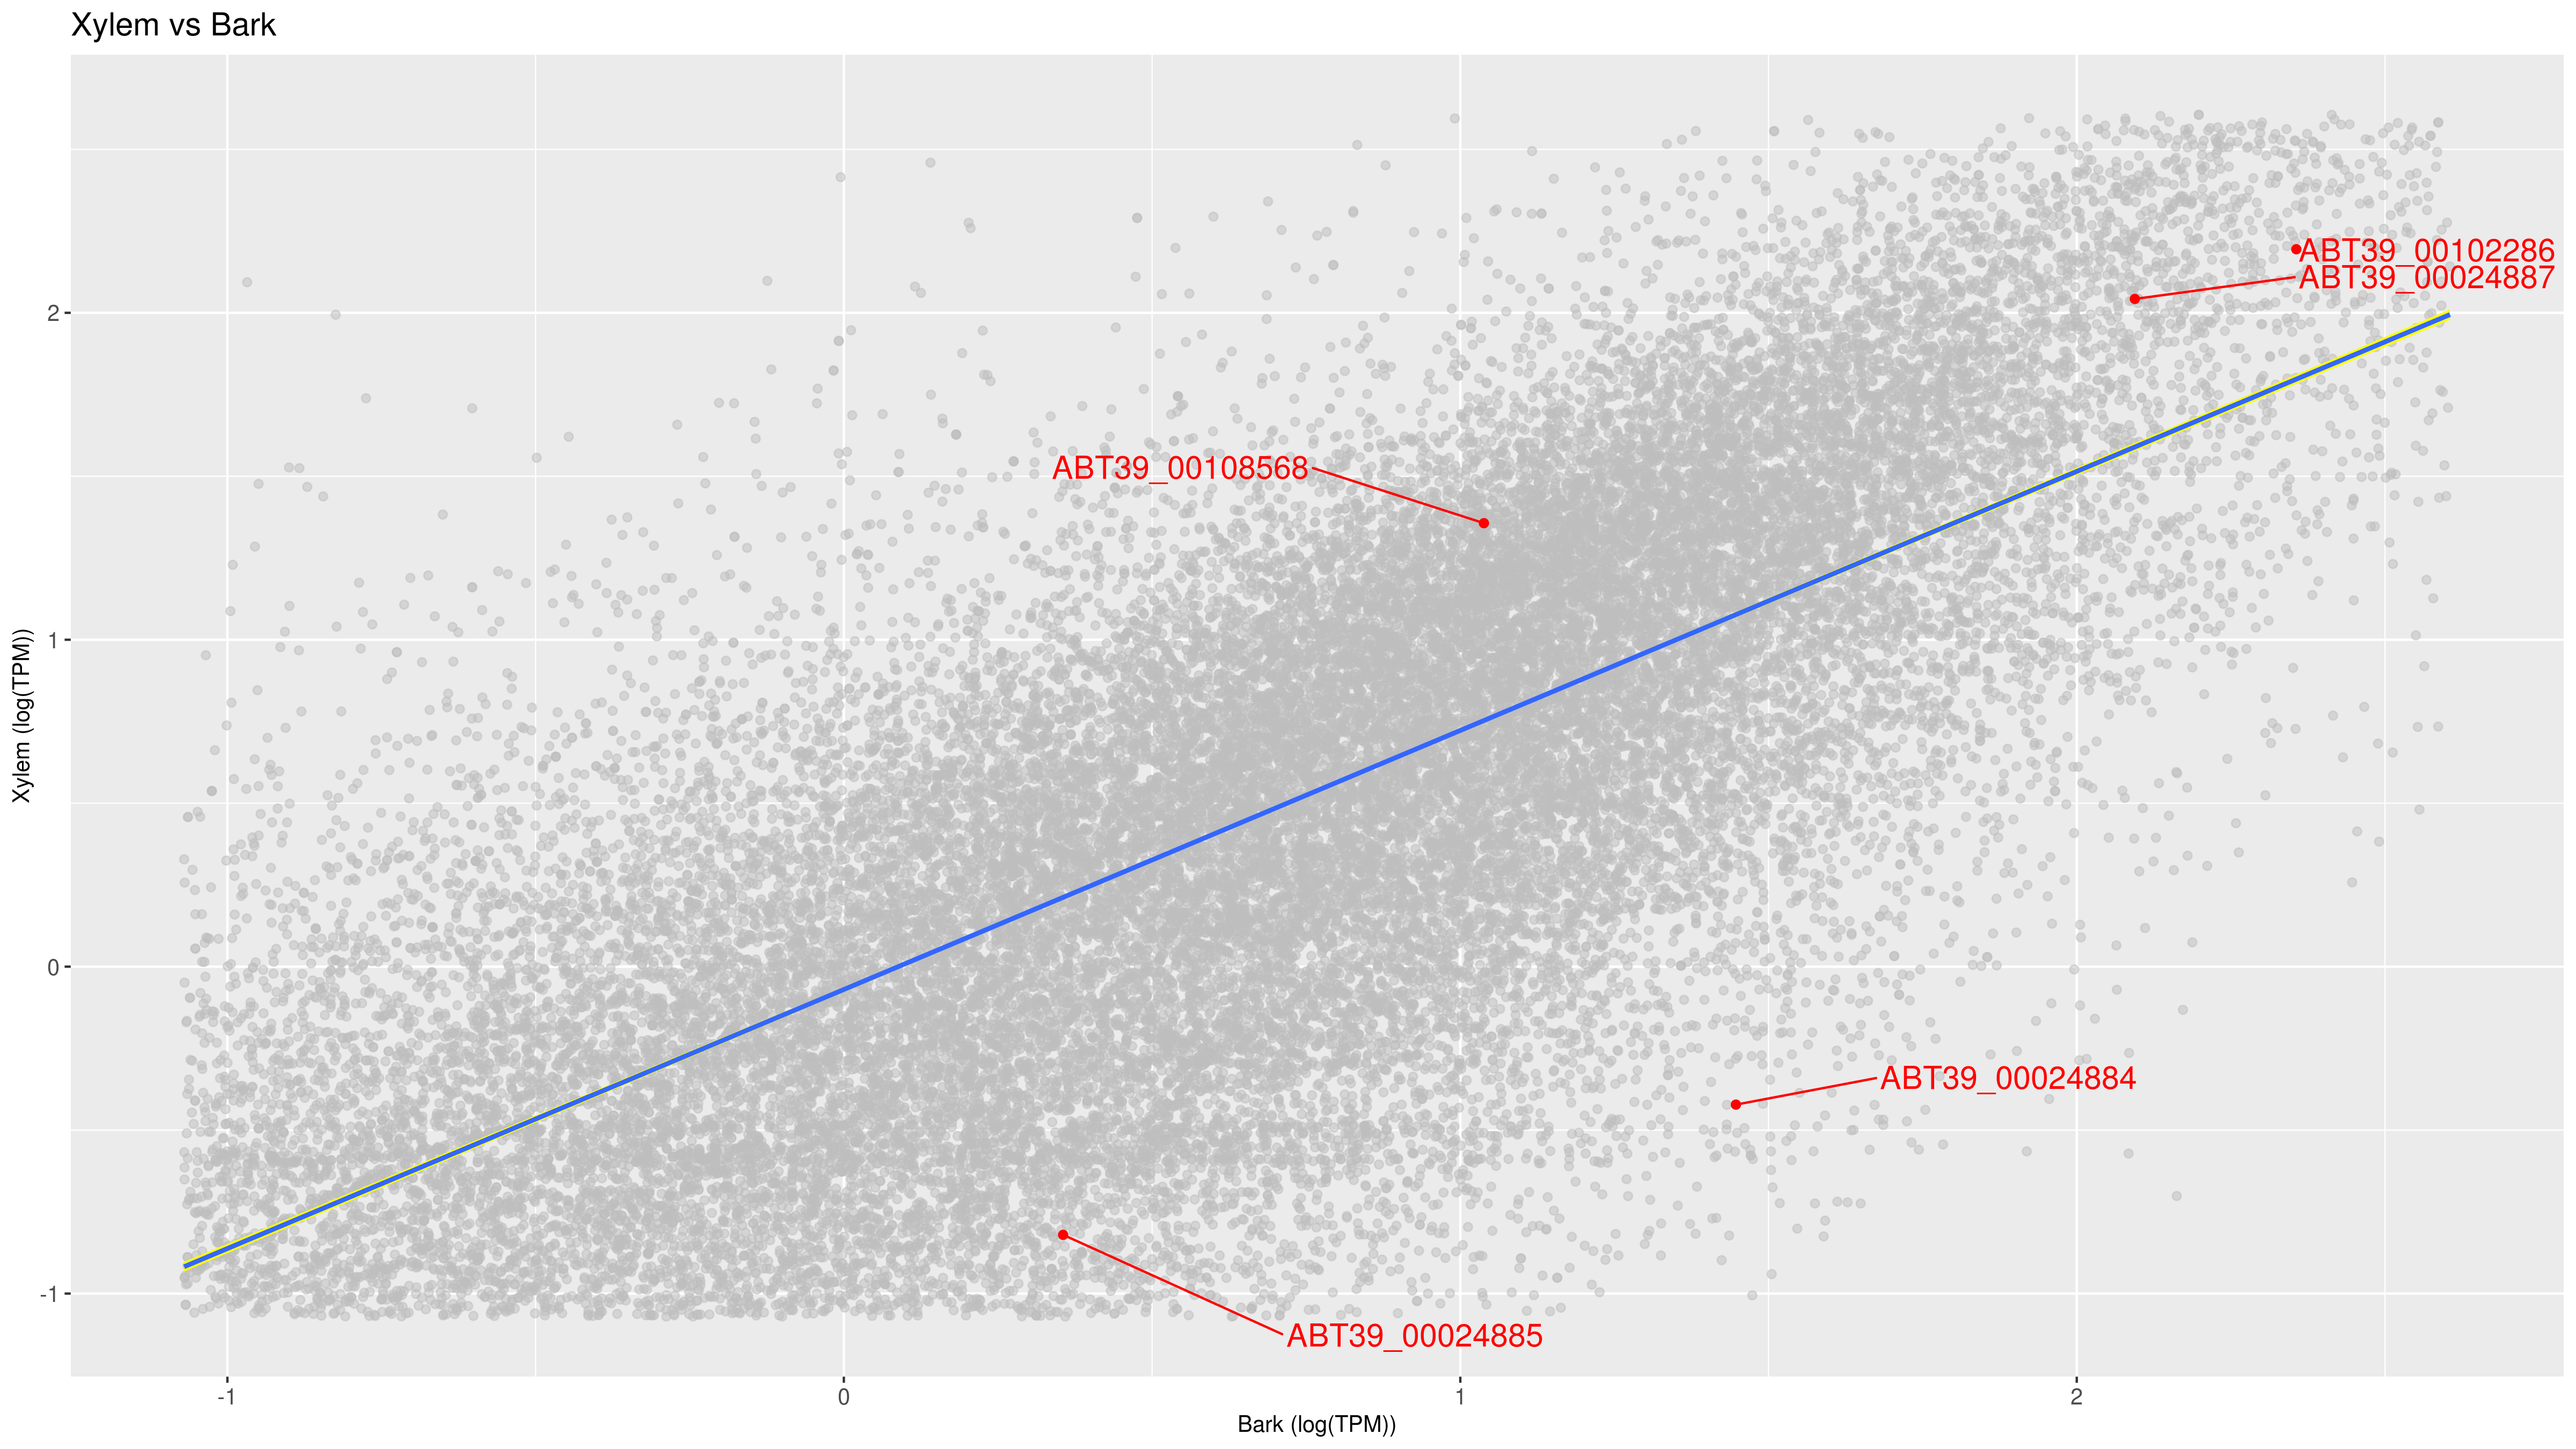 Xylem vs Bark
ABT39_00102286
ABT39_00024887
2
ABT39_00108568
1
Xylem (log(TPM))
0
ABT39_00024884
-1
ABT39_00024885
-1 0 1 2
Bark (log(TPM))